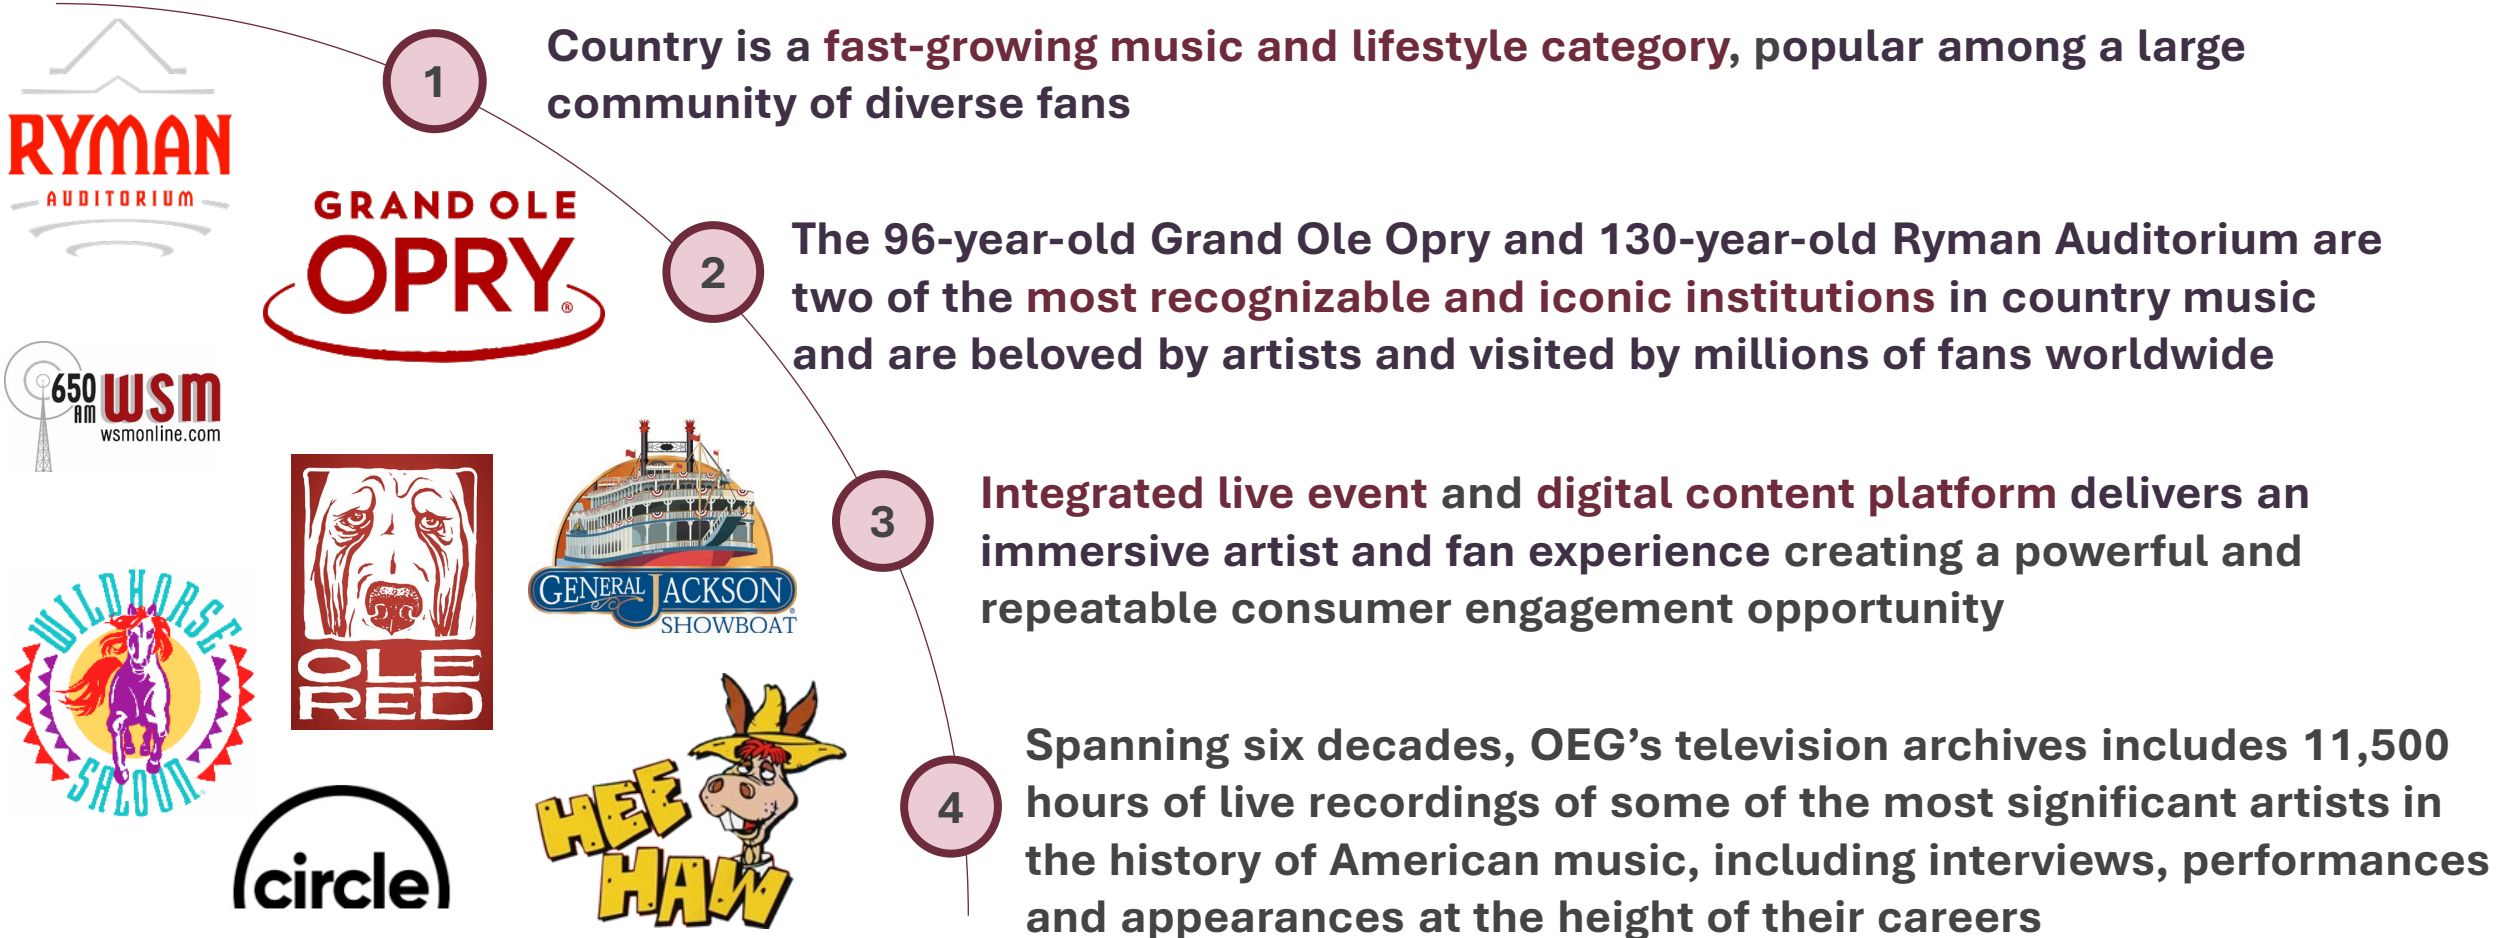 RYMAN
AUDITORIUM
GRAND OLE
OPRY®
650
AM
WSM
wsmonline.com
WILDHORSE
SALOON
OLE
RED
GENERAL JACKSON
SHOWBOAT
circle
HEE
HAW
1
Country is a fast-growing music and lifestyle category, popular among a large
community of diverse fans
2
The 96-year-old Grand Ole Opry and 130-year-old Ryman Auditorium are
two of the most recognizable and iconic institutions in country music
and are beloved by artists and visited by millions of fans worldwide
3
Integrated live event and digital content platform delivers an
immersive artist and fan experience creating a powerful and
repeatable consumer engagement opportunity
4
Spanning six decades, OEG’s television archives includes 11,500
hours of live recordings of some of the most significant artists in
the history of American music, including interviews, performances
and appearances at the height of their careers